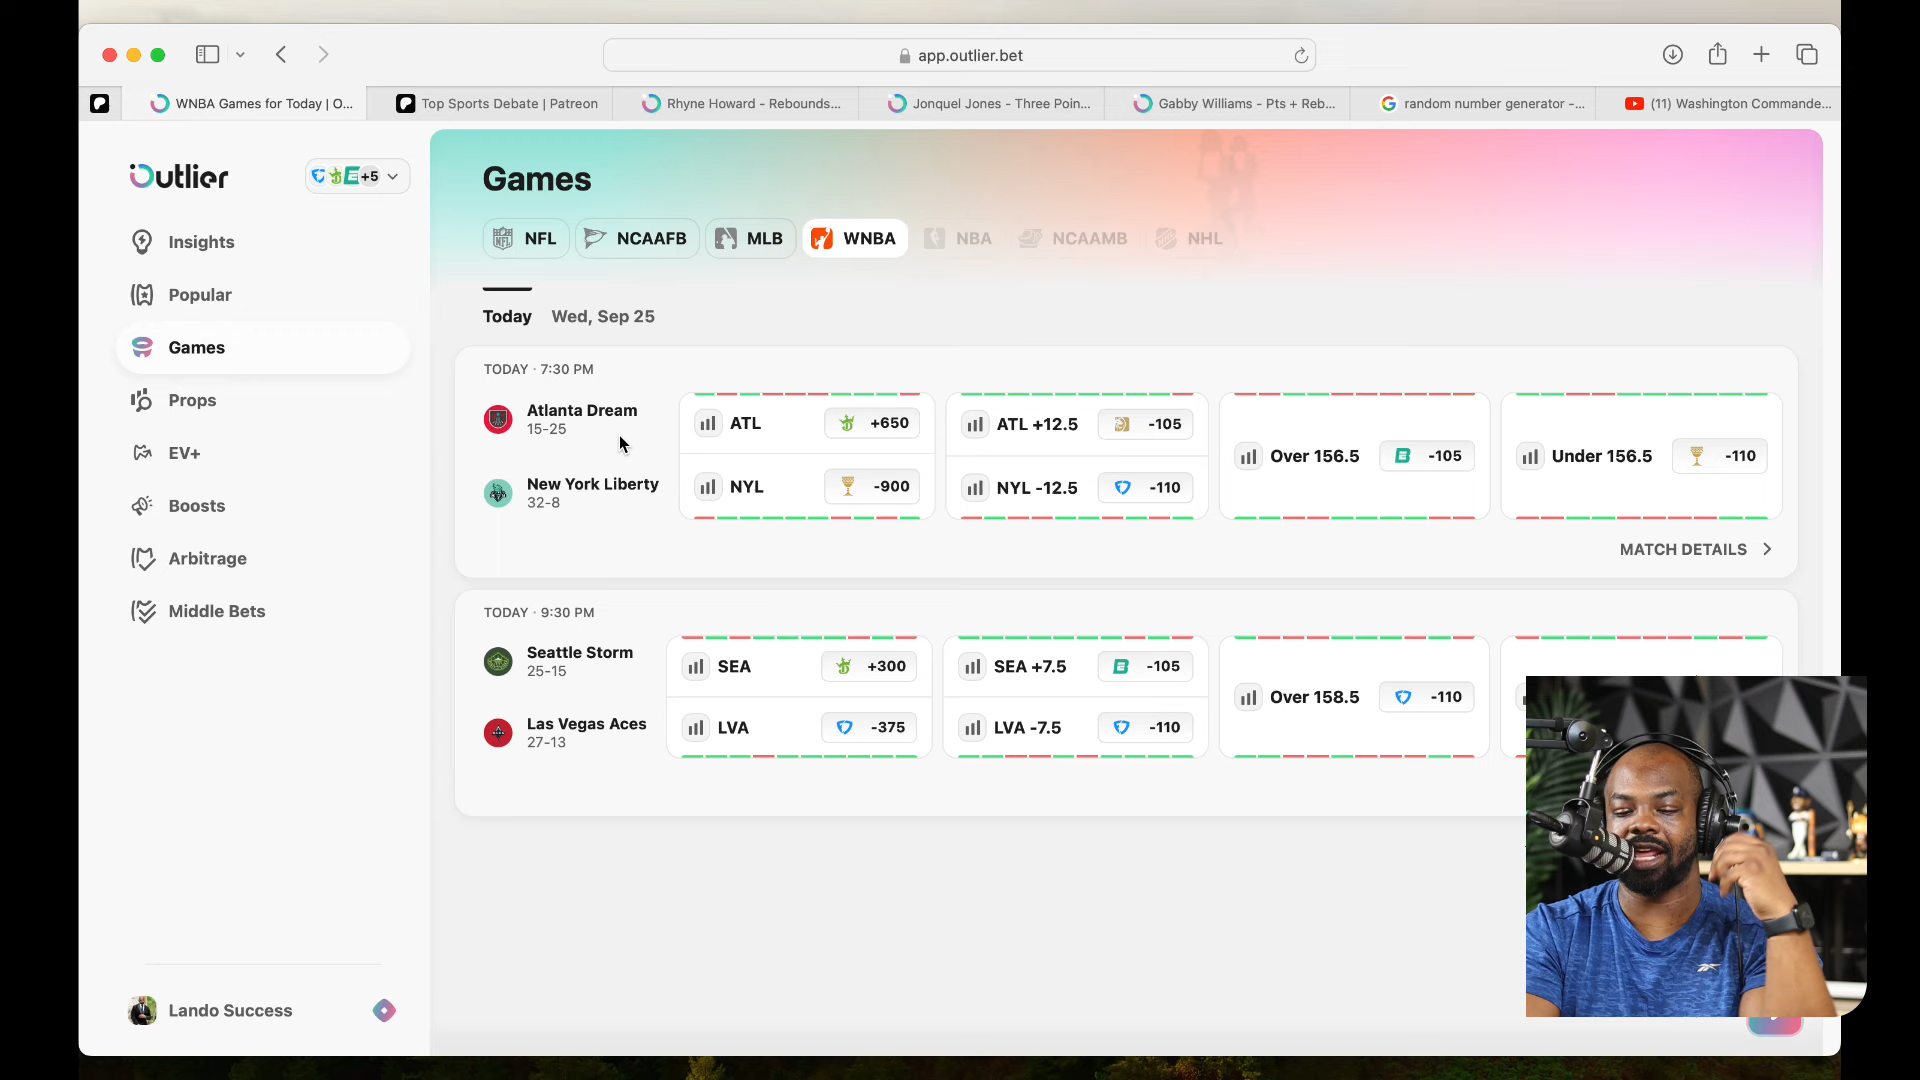 app.outlier.bet
WNBA Games for Today | O...
Top Sports Debate | Patreon
Rhyne Howard - Rebounds...
Jonquel Jones - Three Poin...
Gabby Williams - Pts + Reb...
random number generator -...
(11) Washington Commande...
Outlier
+5
Insights
Popular
Games
Props
EV+
Boosts
Arbitrage
Middle Bets
Lando Success
Games
NFL
NCAAFB
MLB
WNBA
NBA
NCAAMB
NHL
Today
Wed, Sep 25
TODAY · 7:30 PM
Atlanta Dream
15-25
New York Liberty
32-8
ATL
+650
NYL
-900
ATL +12.5
-105
NYL -12.5
-110
Over 156.5
-105
Under 156.5
-110
MATCH DETAILS
TODAY · 9:30 PM
Seattle Storm
25-15
Las Vegas Aces
27-13
SEA
+300
LVA
-375
SEA +7.5
-105
LVA -7.5
-110
Over 158.5
-110